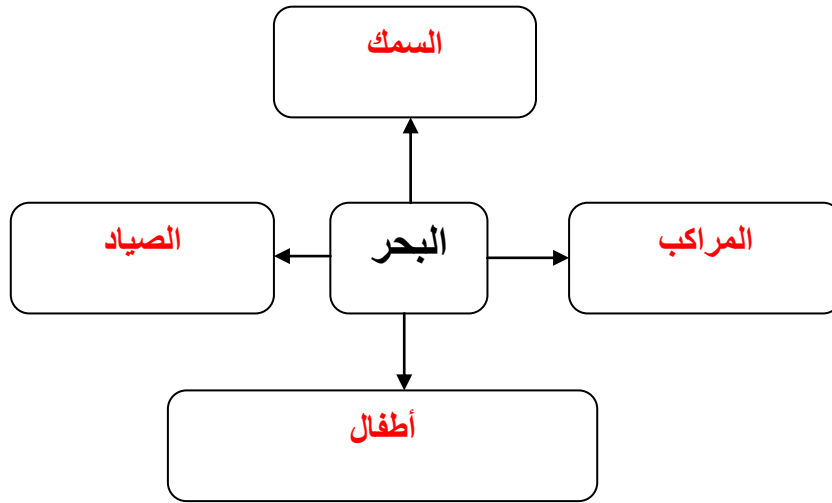 السمك
المراكب
البحر
الصياد
أطفال